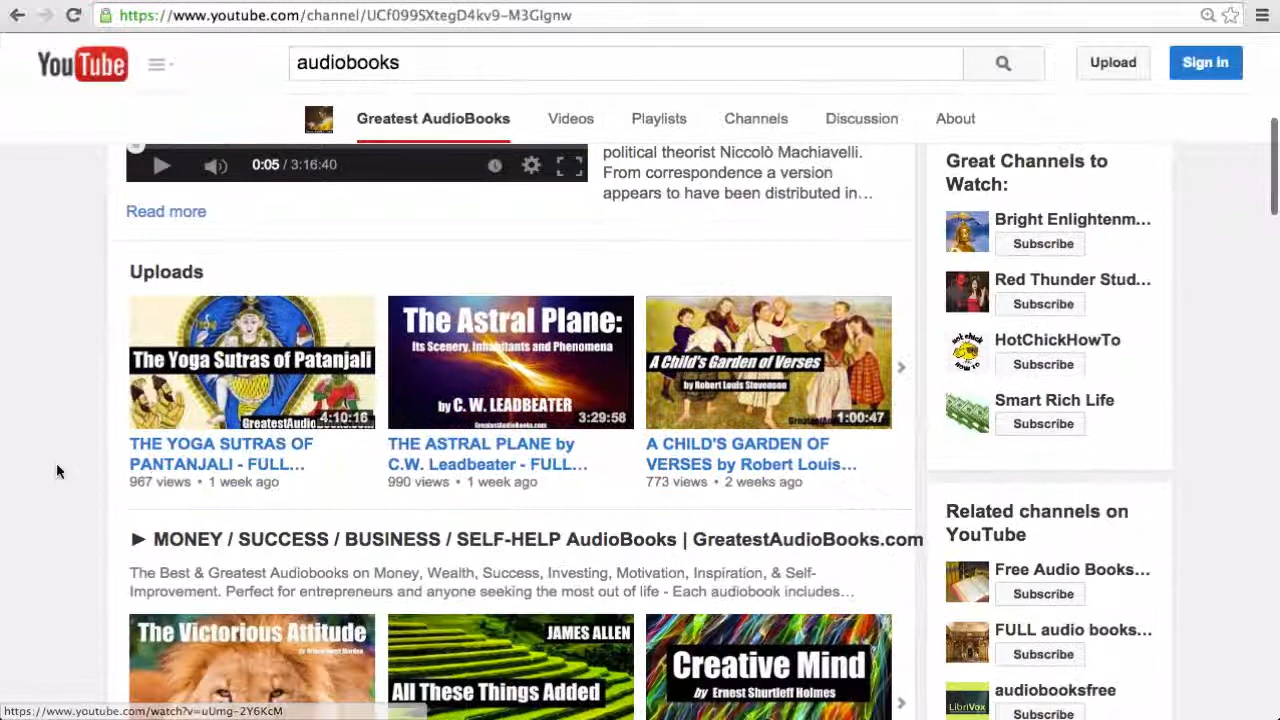 https://www.youtube.com/channel/UCf099SXtegD4kv9-M3GIgnw
YouTube
audiobooks
Upload
Sign in
Greatest AudioBooks
Videos
Playlists
Channels
Discussion
About
0:05 / 3:16:40
political theorist Niccolò Machiavelli.
From correspondence a version
appears to have been distributed in...
Read more
Uploads
The Yoga Sutras of Patanjali
4:10:16
THE YOGA SUTRAS OF
PANTANJALI - FULL...
967 views • 1 week ago
The Astral Plane:
Its Scenery, Inhabitants and Phenomena
by C. W. LEADBEATER
3:29:58
THE ASTRAL PLANE by
C.W. Leadbeater - FULL...
990 views • 1 week ago
A Child's Garden of Verses
by Robert Louis Stevenson
1:00:47
A CHILD'S GARDEN OF
VERSES by Robert Louis...
773 views • 2 weeks ago
► MONEY / SUCCESS / BUSINESS / SELF-HELP AudioBooks | GreatestAudioBooks.com
The Best & Greatest Audiobooks on Money, Wealth, Success, Investing, Motivation, Inspiration, & Self-
Improvement. Perfect for entrepreneurs and anyone seeking the most out of life - Each audiobook includes...
The Victorious Attitude
JAMES ALLEN
All These Things Added
Creative Mind
by Ernest Shurtleff Holmes
Great Channels to
Watch:
Bright Enlightenm...
Subscribe
Red Thunder Stud...
Subscribe
HotChickHowTo
Subscribe
Smart Rich Life
Subscribe
Related channels on
YouTube
Free Audio Books...
Subscribe
FULL audio books...
Subscribe
audiobooksfree
Subscribe
LibriVox
https://www.youtube.com/watch?v=uUmg-2Y6KcM